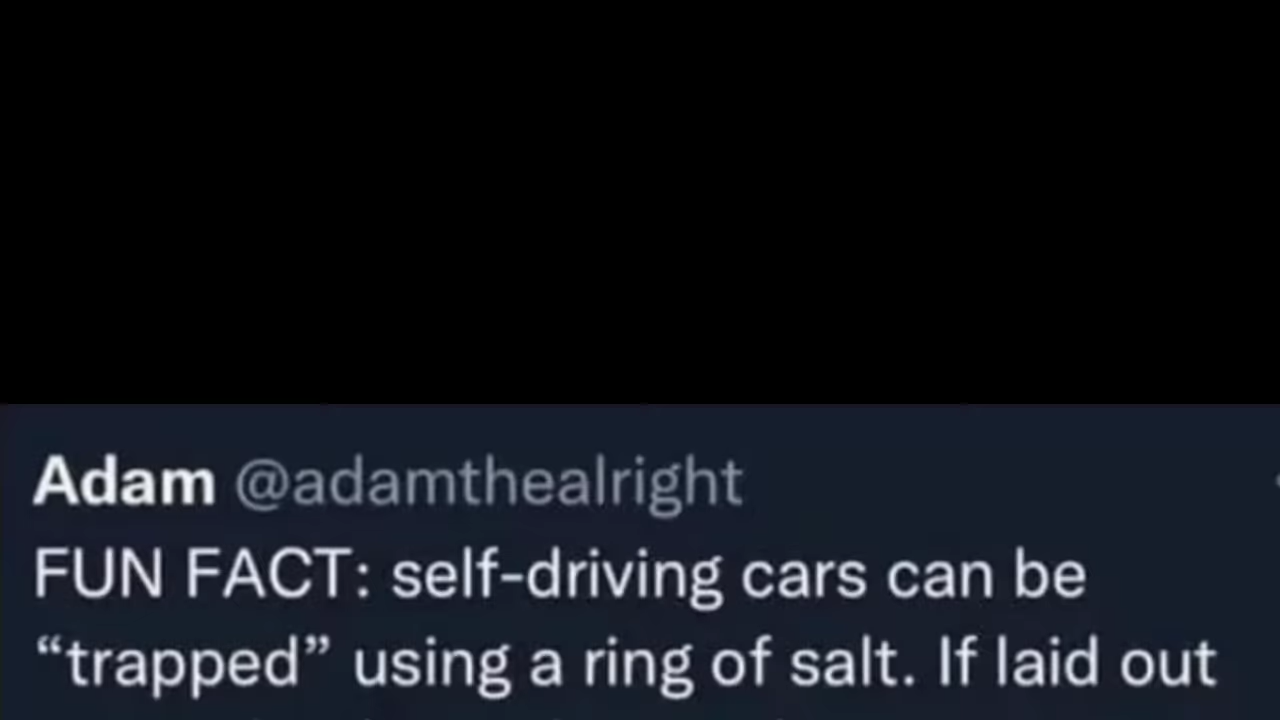 Adam @adamthealright
FUN FACT: self-driving cars can be
“trapped” using a ring of salt. If laid out